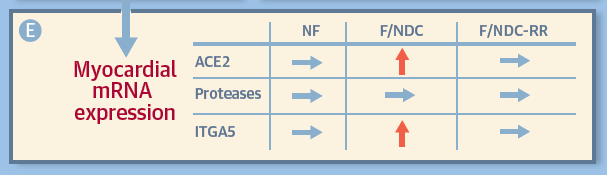 E
NF F/NDC F/NDC-RR
Myocardial
mRNA
expression
ACE2
Proteases
ITGA5